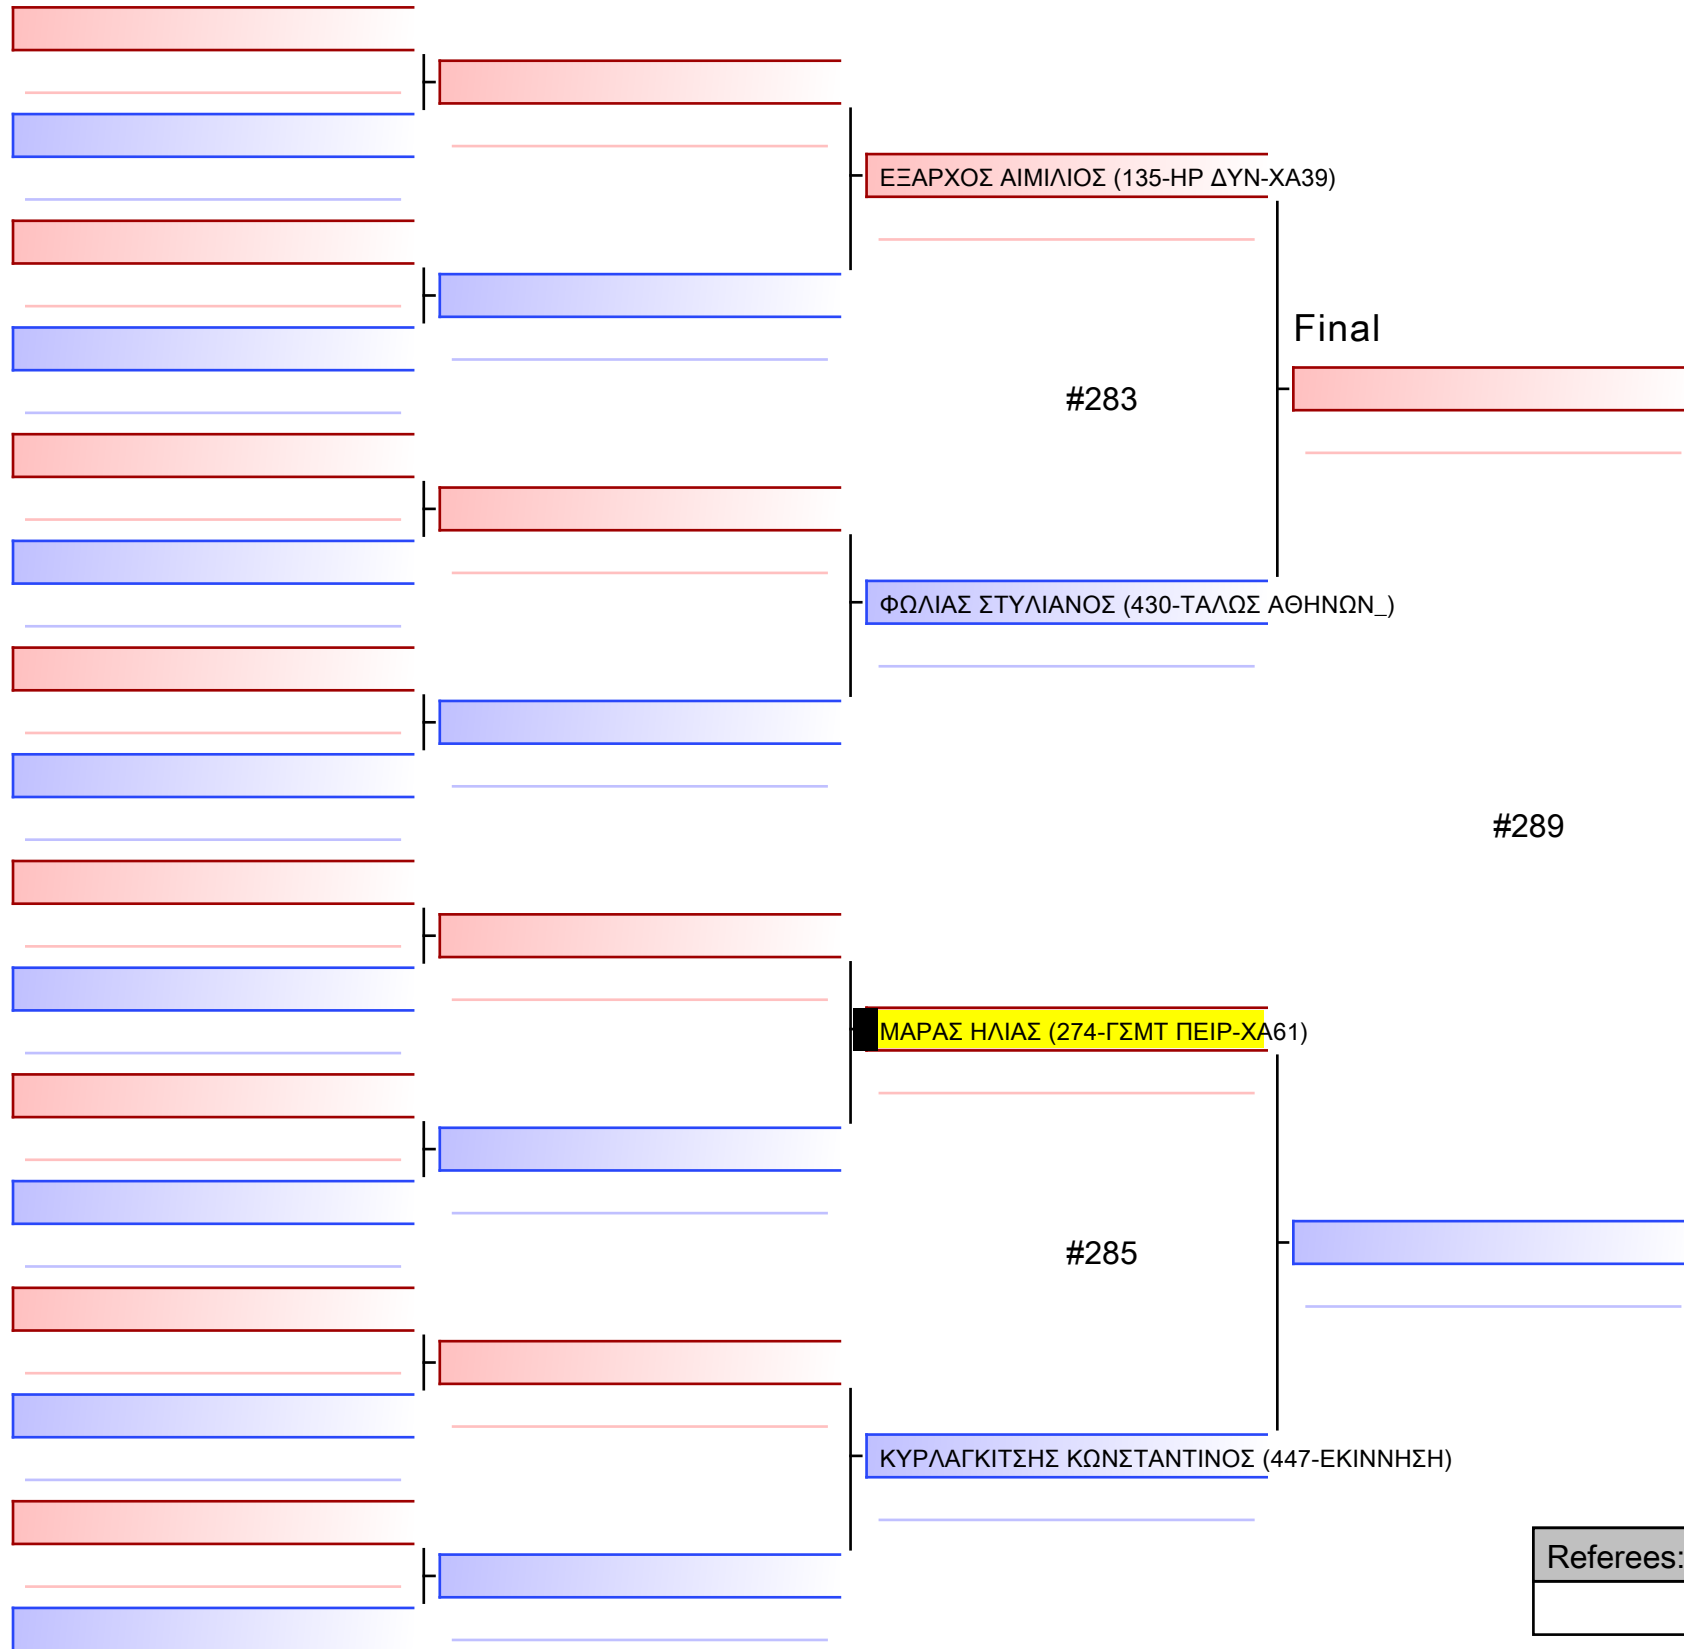 ΕΞΑΡΧΟΣ ΑΙΜΙΛΙΟΣ (135-ΗΡ ΔΥΝ-ΧΑ39)
Final
#283
ΦΩΛΙΑΣ ΣΤΥΛΙΑΝΟΣ (430-ΤΑΛΩΣ ΑΘΗΝΩΝ_)
#289
ΜΑΡΑΣ ΗΛΙΑΣ (274-ΓΣΜΤ ΠΕΙΡ-ΧΑ61)
#285
ΚΥΡΛΑΓΚΙΤΣΗΣ ΚΩΝΣΤΑΝΤΙΝΟΣ (447-ΕΚΙΝΝΗΣΗ)
Referees: